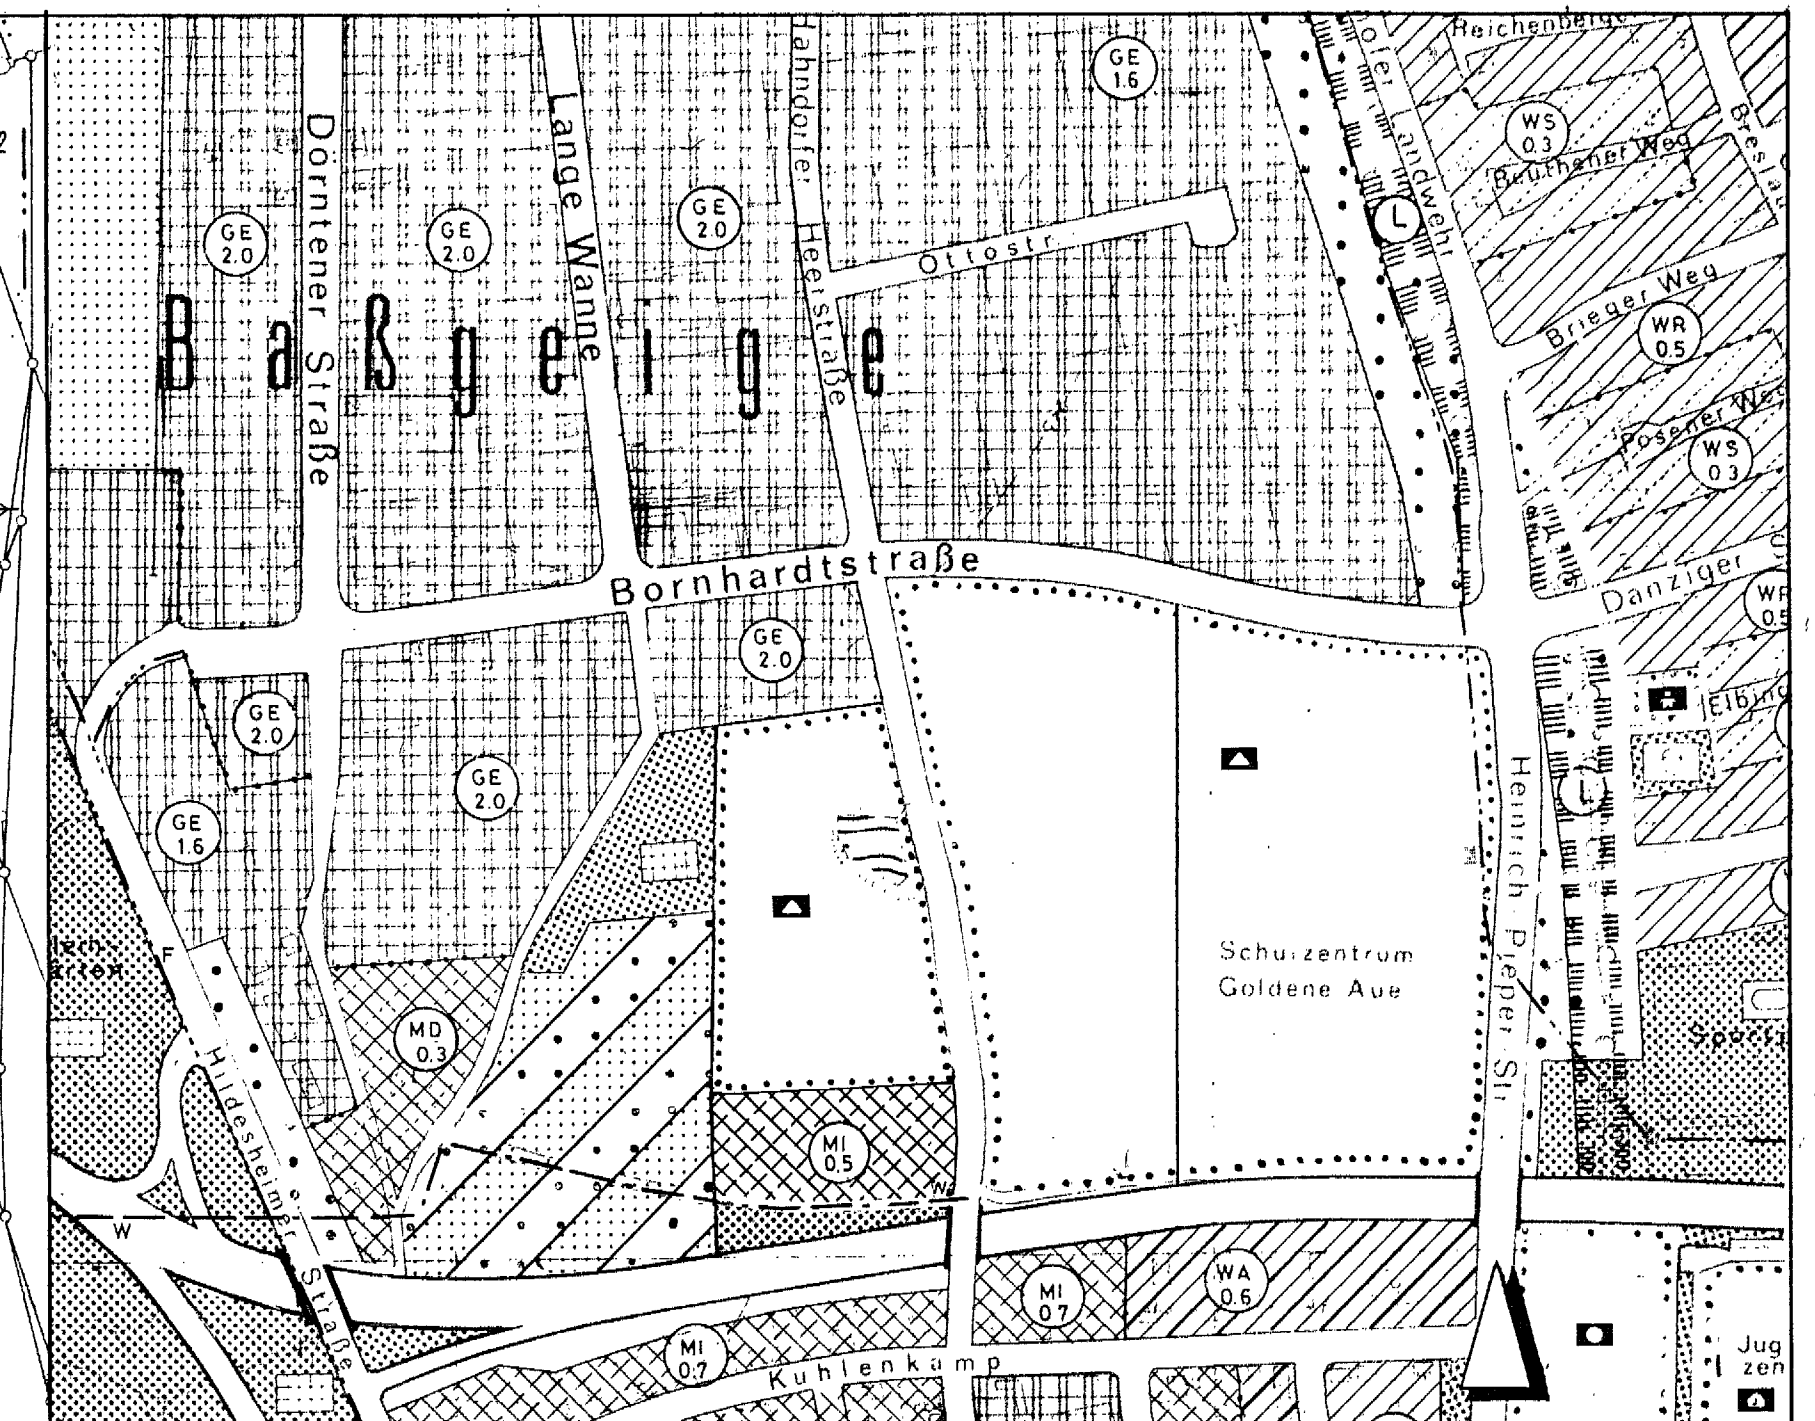 GE
1.6
WS
0.3
Beuthener Weg
Dörntener Straße
Lange Wanne
Hahndorfer
Heerstraße
Landwehr
L
GE
2.0
GE
2.0
GE
2.0
Ottostr.
Brieger Weg
WR
0.5
Baßgeige
Posener Weg
WS
0.3
Bornhardtstraße
Danziger
0.5
GE
2.0
GE
2.0
GE
2.0
GE
1.6
Heinrich-Pieper-Str.
L
F
Schulzentrum
Goldene Aue
MD
0.3
Hildesheimer Straße
MI
0.5
W
W
MI
0.7
WA
0.6
MI
0.7
Kuhlenkamp
Jug
zen